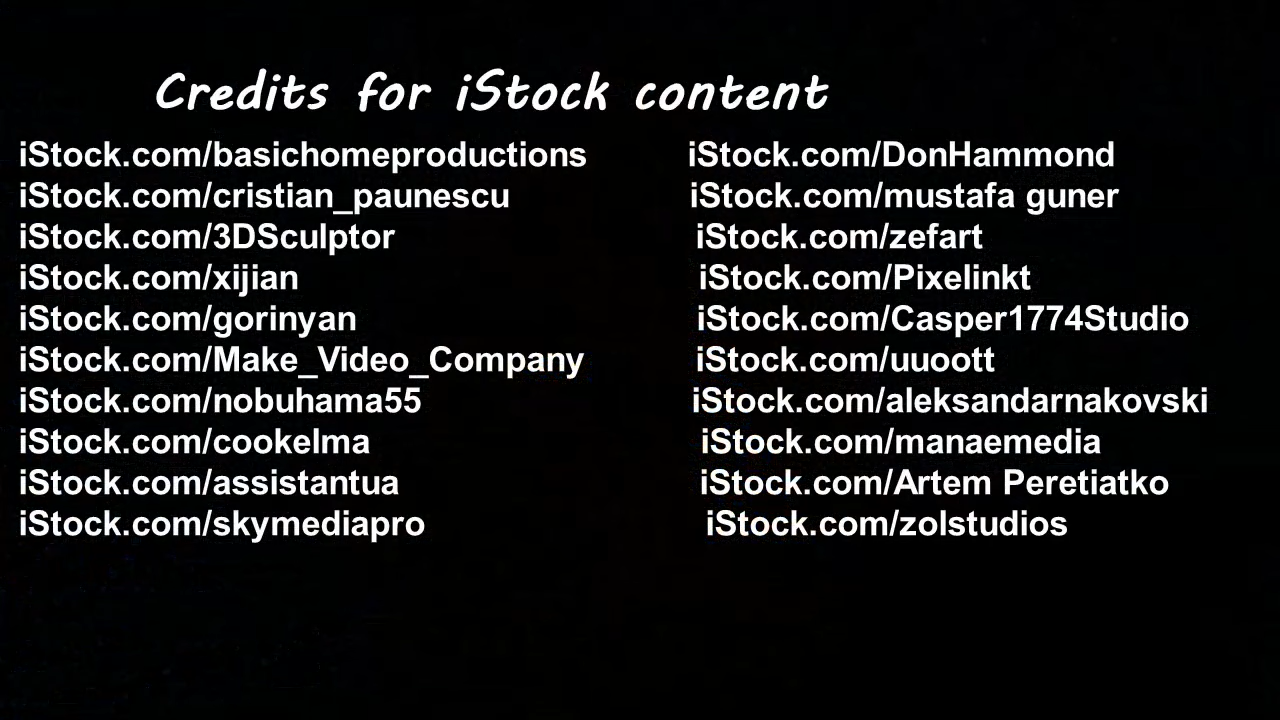 Credits for iStock content
iStock.com/basichomeproductions iStock.com/DonHammond
iStock.com/cristian_paunescu iStock.com/mustafa guner
iStock.com/3DSculptor iStock.com/zefart
iStock.com/xijian iStock.com/Pixelinkt
iStock.com/gorinyan iStock.com/Casper1774Studio
iStock.com/Make_Video_Company iStock.com/uuoott
iStock.com/nobuhama55 iStock.com/aleksandarnakovski
iStock.com/cookelma iStock.com/manaemedia
iStock.com/assistantua iStock.com/Artem Peretiatko
iStock.com/skymediapro iStock.com/zolstudios